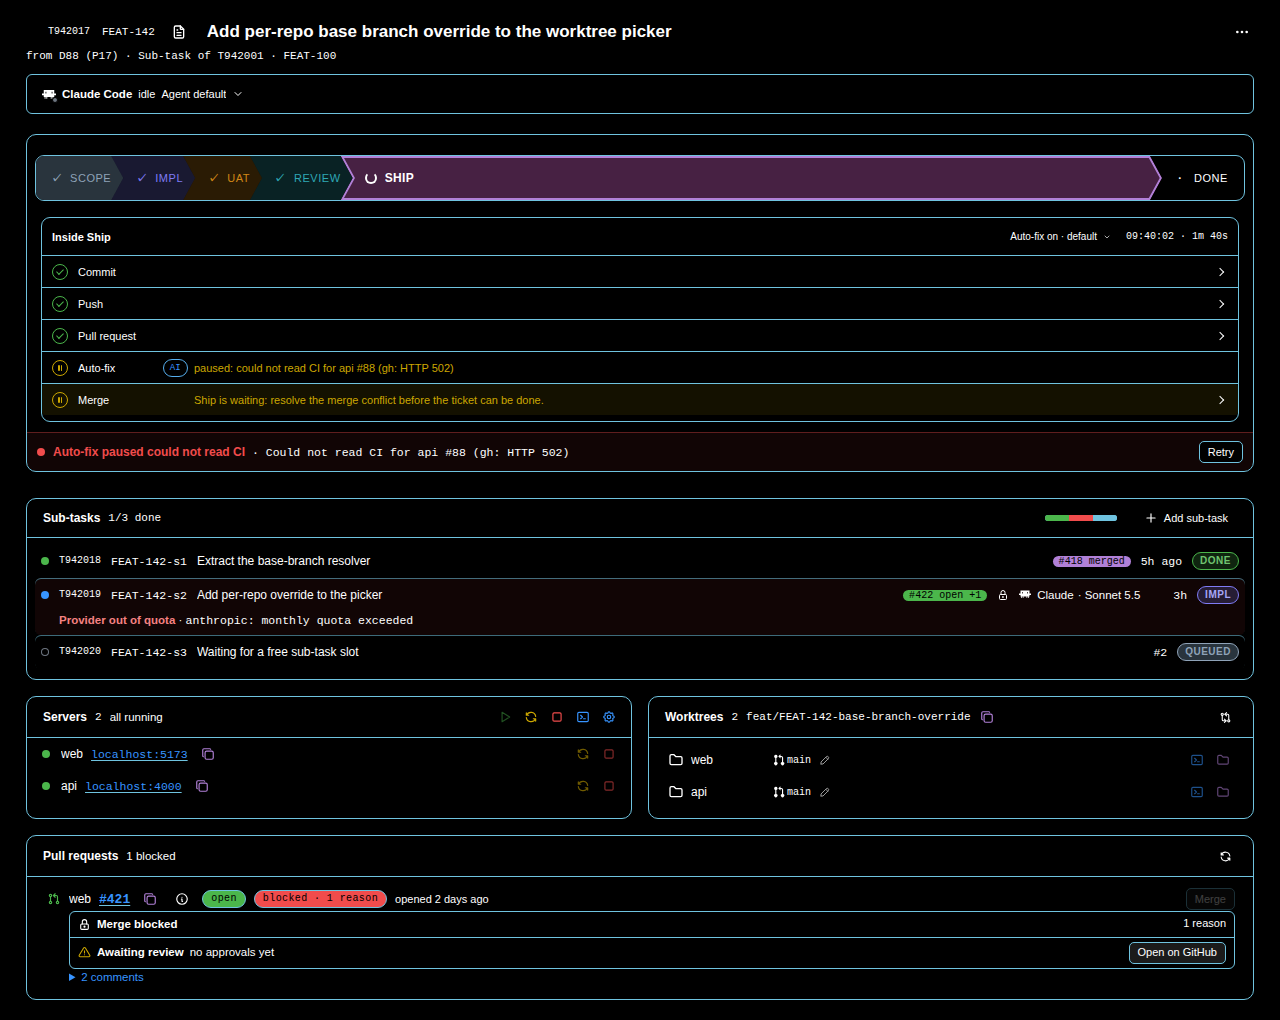 T942017 FEAT-142 Add per-repo base branch override to the worktree picker
from D88 (P17) · Sub-task of T942001 · FEAT-100
Claude Code idle Agent default
SCOPE IMPL UAT REVIEW SHIP · DONE
Inside Ship Auto-fix on · default 09:40:02 · 1m 40s
Commit
Push
Pull request
Auto-fix AI paused: could not read CI for api #88 (gh: HTTP 502)
Merge Ship is waiting: resolve the merge conflict before the ticket can be done.
Auto-fix paused could not read CI · Could not read CI for api #88 (gh: HTTP 502) Retry
Sub-tasks 1/3 done Add sub-task
T942018 FEAT-142-s1 Extract the base-branch resolver #418 merged 5h ago DONE
T942019 FEAT-142-s2 Add per-repo override to the picker #422 open +1 Claude · Sonnet 5.5 3h IMPL
Provider out of quota · anthropic: monthly quota exceeded
T942020 FEAT-142-s3 Waiting for a free sub-task slot #2 QUEUED
Servers 2 all running
web localhost:5173
api localhost:4000
Worktrees 2 feat/FEAT-142-base-branch-override
web main
api main
Pull requests 1 blocked
web #421 open blocked · 1 reason opened 2 days ago Merge
Merge blocked 1 reason
Awaiting review no approvals yet Open on GitHub
2 comments